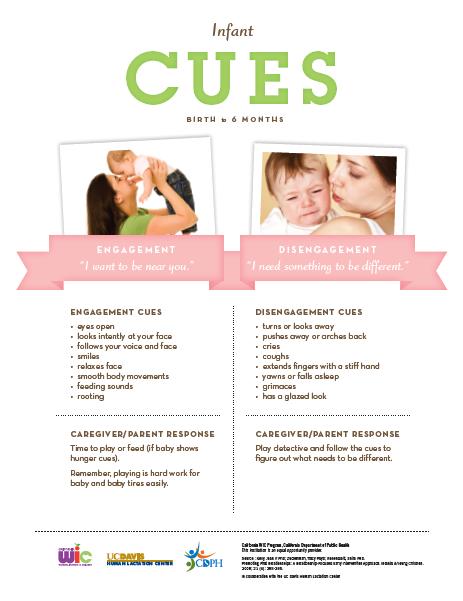 Infant
CUES
BIRTH to 6 MONTHS
ENGAGEMENT
"I want to be near you."
DISENGAGEMENT
"I need something to be different."
ENGAGEMENT CUES
• eyes open
• looks intently at your face
• follows your voice and face
• smiles
• relaxes face
• smooth body movements
• feeding sounds
• rooting
DISENGAGEMENT CUES
• turns or looks away
• pushes away or arches back
• cries
• coughs
• extends fingers with a stiff hand
• yawns or falls asleep
• grimaces
• has a glazed look
CAREGIVER/PARENT RESPONSE
Time to play or feed (if baby shows
hunger cues).
Remember, playing is hard work for
baby and baby tires easily.
CAREGIVER/PARENT RESPONSE
Play detective and follow the cues to
figure out what needs to be different.
wic
UCDAVIS
HUMAN LACTATION CENTER
CDPH
California WIC Program, California Department of Public Health
This institution is an equal opportunity provider.
In collaboration with the UC Davis Human Lactation Center